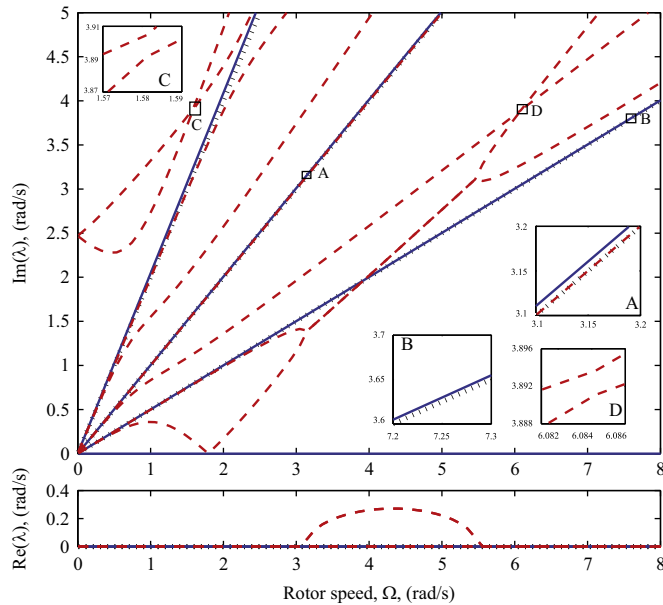 5
4.5
4
3.5
3
2.5
2
1.5
1
0.5
0
Im(λ), (rad/s)
3.91
3.89
3.87
1.57
1.58
1.59
C
C
D
B
A
3.2
3.15
3.1
3.1
3.15
3.2
A
B
3.7
3.65
3.6
7.2
7.25
7.3
3.896
3.892
3.888
6.082
6.084
6.086
D
0 1 2 3 4 5 6 7 8
0.4
0.2
0
Re(λ), (rad/s)
0 1 2 3 4 5 6 7 8
Rotor speed, Ω, (rad/s)